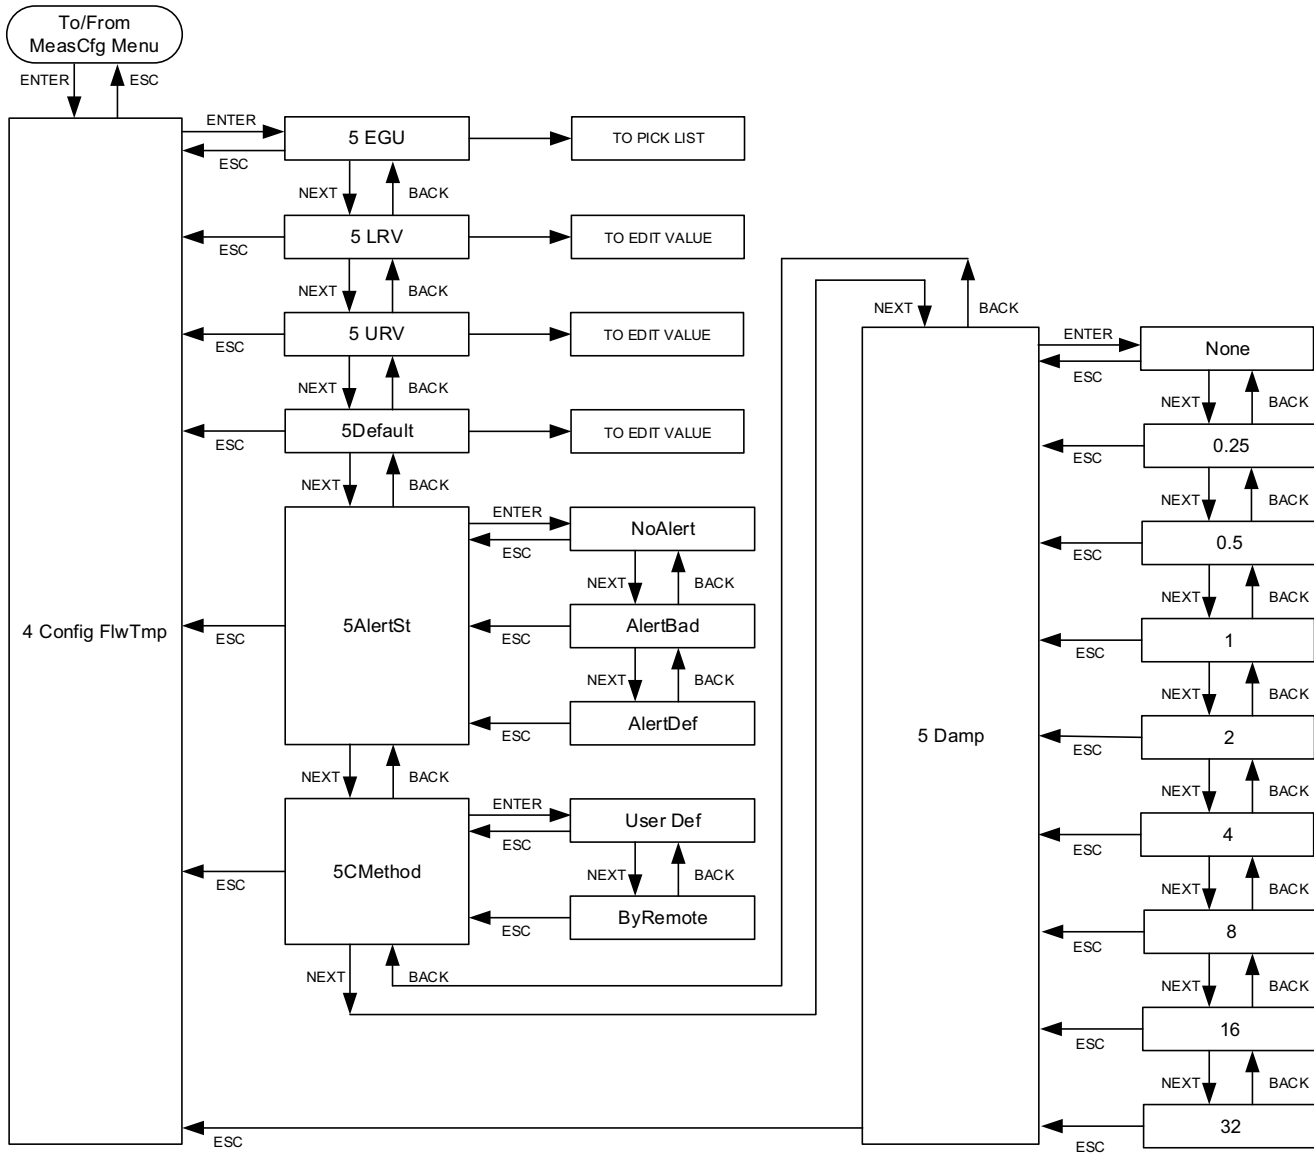 To/From
MeasCfg Menu
ENTER
ESC
4 Config FlwTmp
ENTER
ESC
5 EGU
TO PICK LIST
NEXT
BACK
ESC
5 LRV
TO EDIT VALUE
NEXT
BACK
ESC
5 URV
TO EDIT VALUE
NEXT
BACK
ESC
5Default
TO EDIT VALUE
NEXT
BACK
ESC
5AlertSt
ENTER
ESC
NoAlert
NEXT
BACK
ESC
AlertBad
NEXT
BACK
ESC
AlertDef
NEXT
BACK
ESC
5CMethod
ENTER
ESC
User Def
NEXT
BACK
ESC
ByRemote
NEXT
BACK
ESC
NEXT
BACK
5 Damp
ENTER
ESC
None
NEXT
BACK
ESC
0.25
NEXT
BACK
ESC
0.5
NEXT
BACK
ESC
1
NEXT
BACK
ESC
2
NEXT
BACK
ESC
4
NEXT
BACK
ESC
8
NEXT
BACK
ESC
16
NEXT
BACK
ESC
32